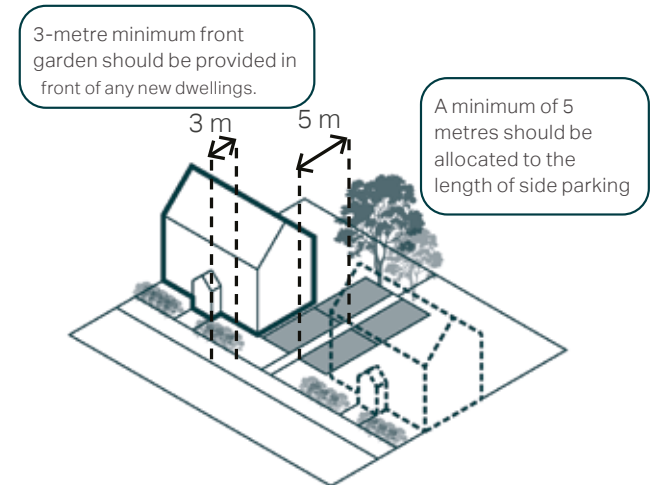 3-metre minimum front
garden should be provided in
front of any new dwellings.
3 m
5 m
A minimum of 5
metres should be
allocated to the
length of side parking